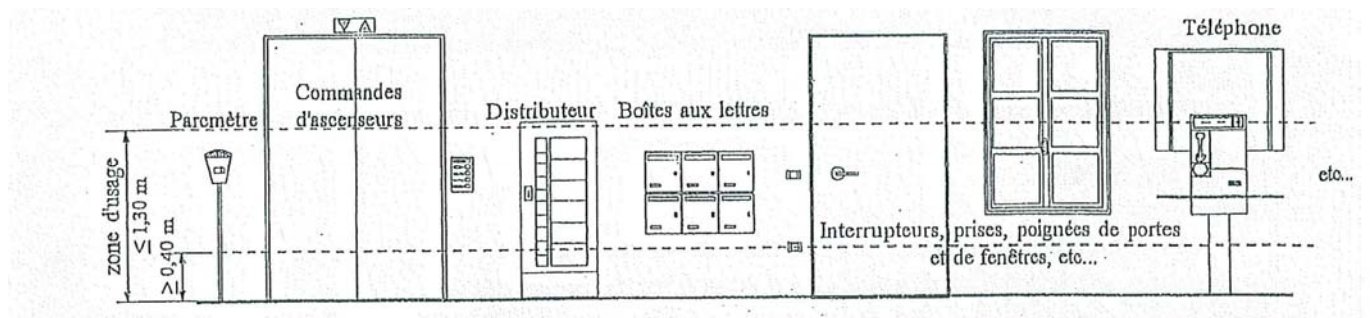 Téléphone
Commandes
d'ascenseurs
Parcmètre
Distributeur
Boîtes aux lettres
etc...
zone d'usage
≤ 1,30 m
≥ 0,40 m
Interrupteurs, prises, poignées de portes
et de fenêtres, etc...